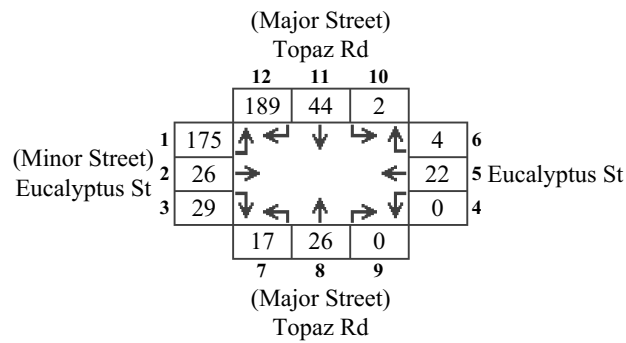 (Major Street)
Topaz Rd
12 11 10
189 44 2
1 175 4 6
(Minor Street)
Eucalyptus St
2 26 22 5 Eucalyptus St
3 29 0 4
17 26 0
7 8 9
(Major Street)
Topaz Rd